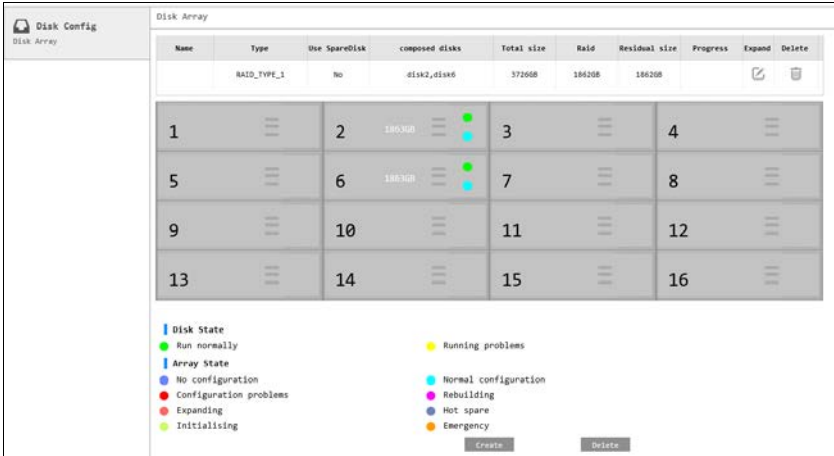 Disk Config
Disk Array
Disk Array
Name Type Use SpareDisk composed disks Total size Raid Residual size Progress Expand Delete
RAID_TYPE_1 No disk2,disk6 3726GB 1862GB 1862GB
1 2 1863GB 3 4
5 6 1863GB 7 8
9 10 11 12
13 14 15 16
Disk State
Run normally Running problems
Array State
No configuration Normal configuration
Configuration problems Rebuilding
Expanding Hot spare
Initialising Emergency
Create Delete